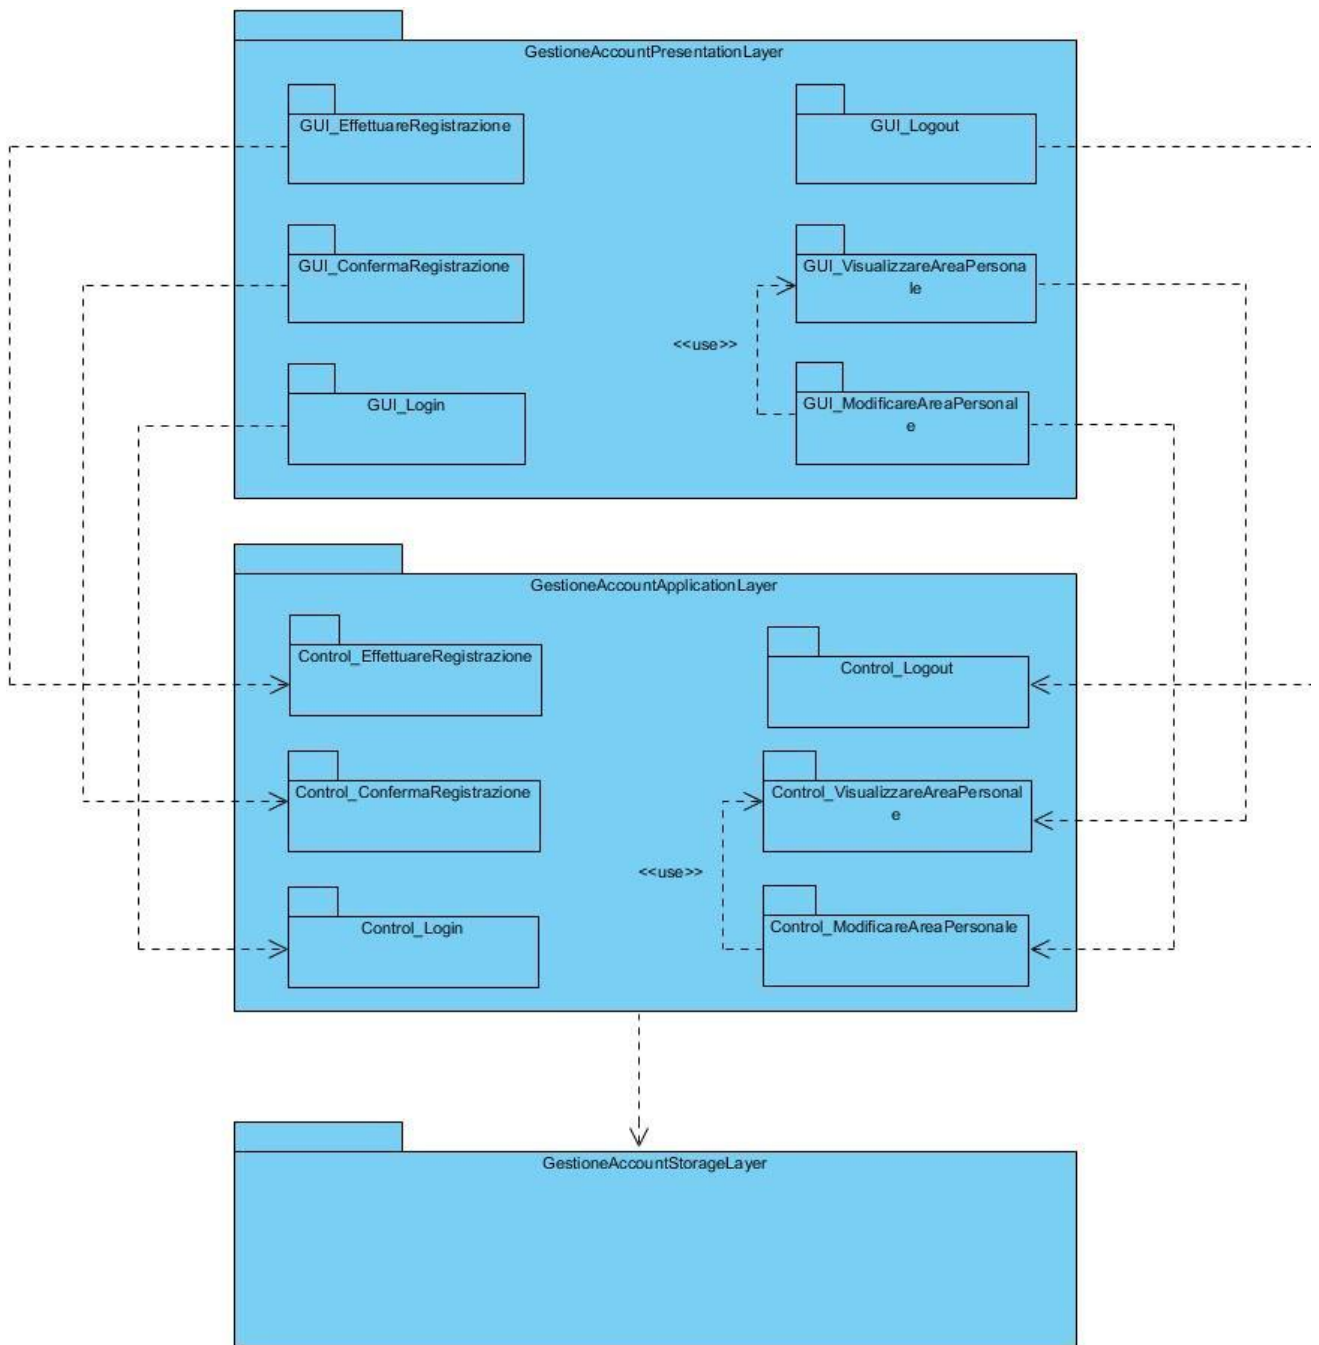 GestioneAccountPresentationLayer
GUI_EffettuareRegistrazione
GUI_Logout
GUI_ConfermaRegistrazione
GUI_VisualizzareAreaPersona
le
<<use>>
GUI_Login
GUI_ModificareAreaPersonal
e
GestioneAccountApplicationLayer
Control_EffettuareRegistrazione
Control_Logout
Control_ConfermaRegistrazione
Control_VisualizzareAreaPersonal
e
<<use>>
Control_Login
Control_ModificareAreaPersonale
GestioneAccountStorageLayer